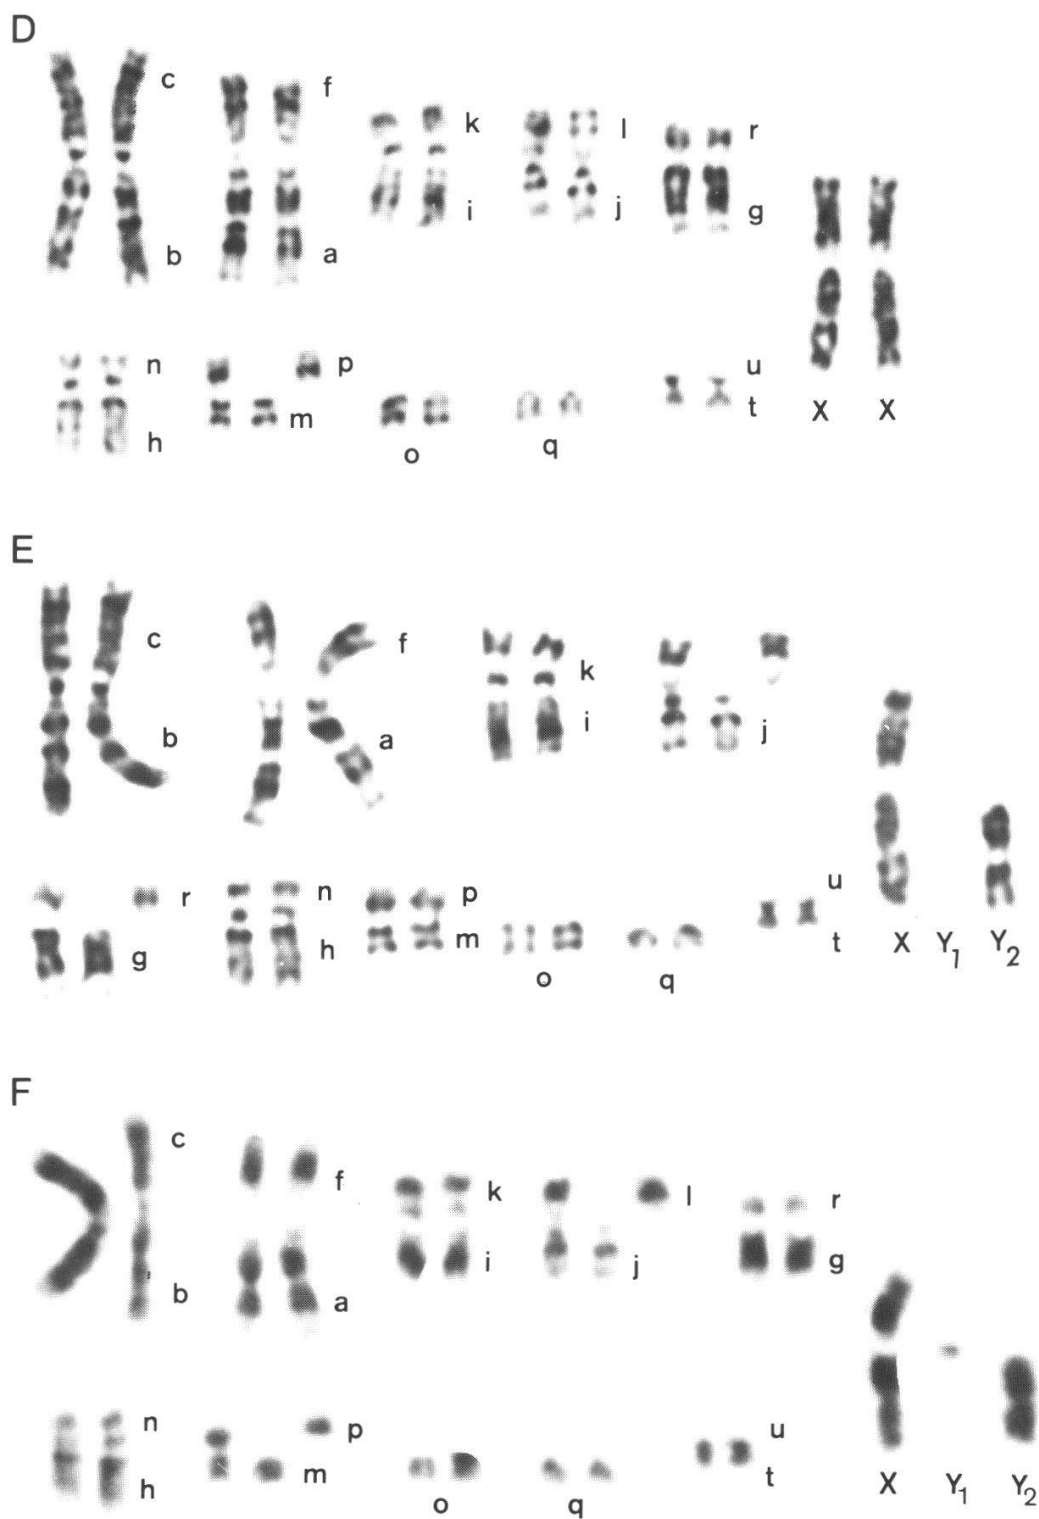 D
c f k l r
i j g
b a
n p u
m t X X
h o q
E
c f k
i j
b a
r n p u
g h m t X Y1 Y2
o q
F
c
f k l r
i j g
b a
n p u
h m t X Y1 Y2
o q